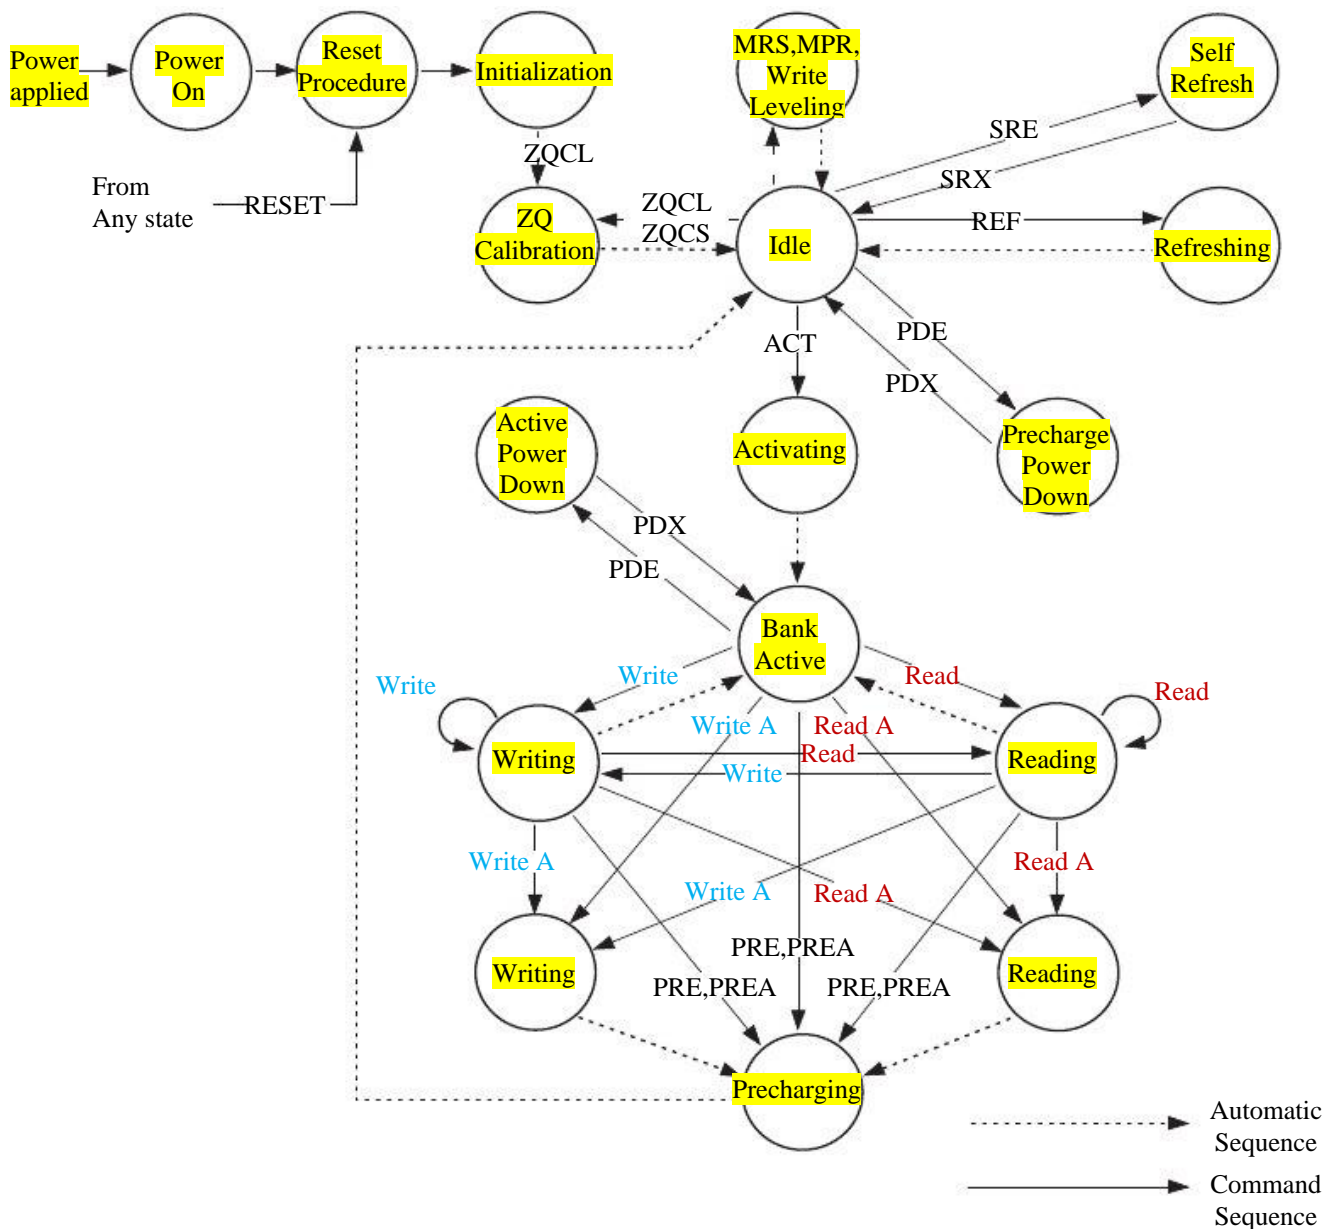 Power
applied
Power
On
Reset
Procedure
Initialization
MRS,MPR,
Write
Leveling
Self
Refresh
From
Any state
RESET
ZQCL
SRE
SRX
ZQ
Calibration
ZQCL
ZQCS
Idle
REF
Refreshing
ACT
PDE
PDX
Active
Power
Down
Activating
Precharge
Power
Down
PDX
PDE
Bank
Active
Write
Write
Read
Read
Write A
Read A
Writing
Read
Write
Reading
Write A
Write A
Read A
Read A
Writing
PRE,PREA
PRE,PREA
PRE,PREA
Reading
Precharging
Automatic
Sequence
Command
Sequence